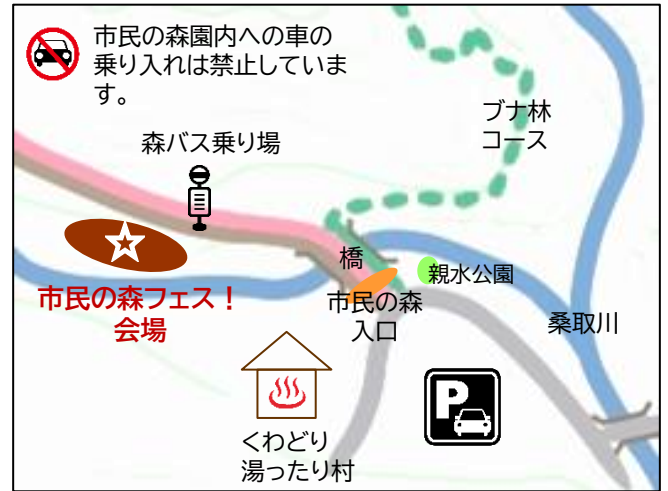 市民の森園内への車の
乗り入れは禁止していま
す。
ブナ林
コース
森バス乗り場
橋
親水公園
市民の森フェス！
会場
市民の森
入口
桑取川
P
くわどり
湯ったり村